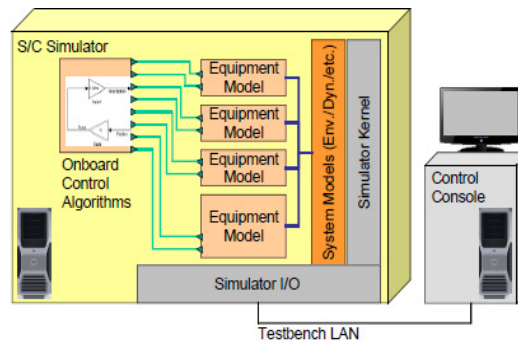 S/C Simulator
Onboard
Control
Algorithms
Equipment
Model
Equipment
Model
Equipment
Model
Equipment
Model
System Models (Env./Dyn./etc.)
Simulator Kernel
Simulator I/O
Control
Console
Testbench LAN